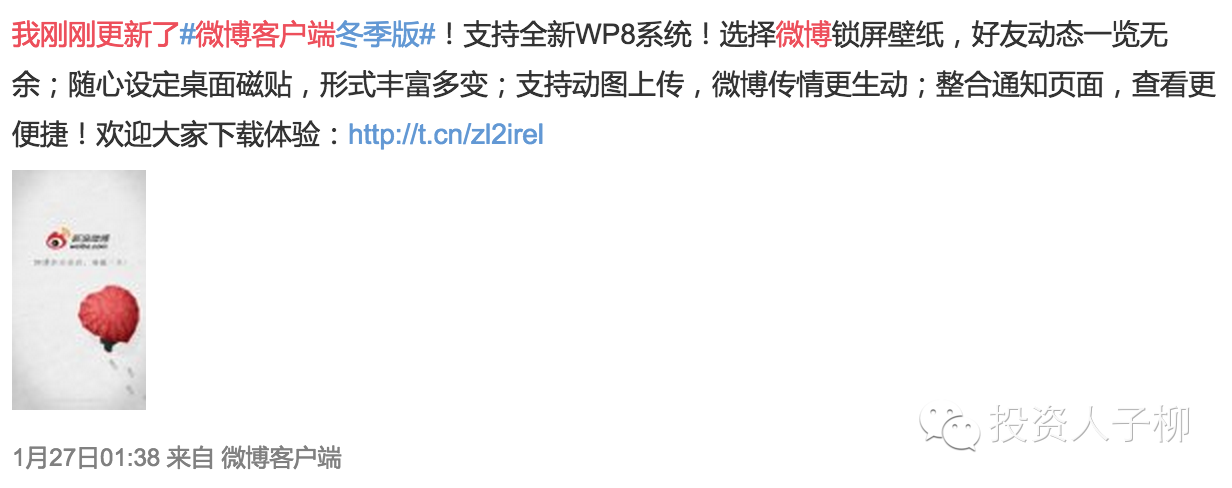 我刚刚更新了#微博客户端冬季版#！支持全新WP8系统！选择微博锁屏壁纸，好友动态一览无
余；随心设定桌面磁贴，形式丰富多变；支持动图上传，微博传情更生动；整合通知页面，查看更
便捷！欢迎大家下载体验：http://t.cn/zl2irel
新浪微博
weibo.com
1月27日01:38 来自 微博客户端
投资人子柳